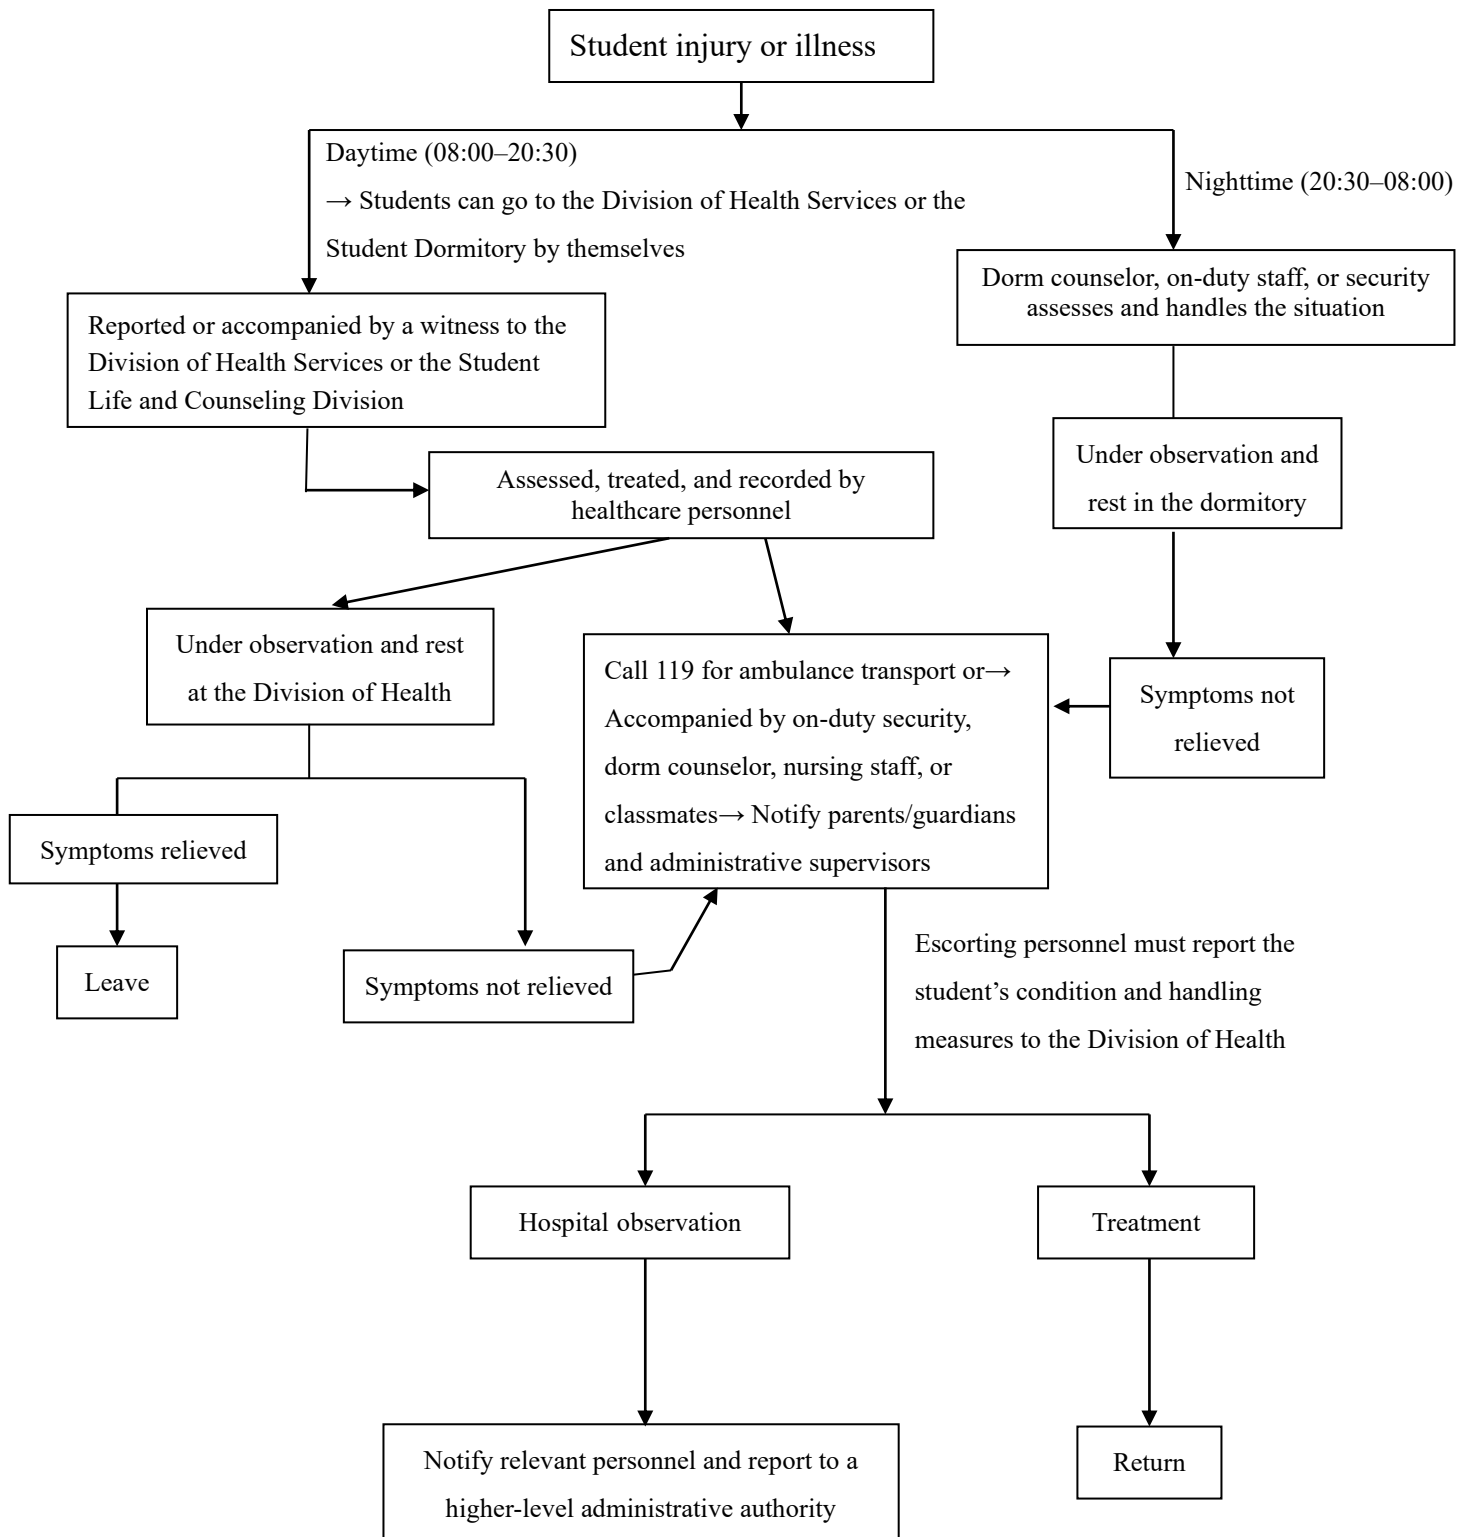 Student injury or illness
Daytime (08:00–20:30)
→ Students can go to the Division of Health Services or the
Student Dormitory by themselves
Nighttime (20:30–08:00)
Dorm counselor, on-duty staff, or security
assesses and handles the situation
Reported or accompanied by a witness to the
Division of Health Services or the Student
Life and Counseling Division
Assessed, treated, and recorded by
healthcare personnel
Under observation and
rest in the dormitory
Under observation and rest
at the Division of Health
Call 119 for ambulance transport or→
Accompanied by on-duty security,
dorm counselor, nursing staff, or
classmates→ Notify parents/guardians
and administrative supervisors
Symptoms not
relieved
Symptoms relieved
Leave
Symptoms not relieved
Escorting personnel must report the
student’s condition and handling
measures to the Division of Health
Hospital observation
Treatment
Notify relevant personnel and report to a
higher-level administrative authority
Return